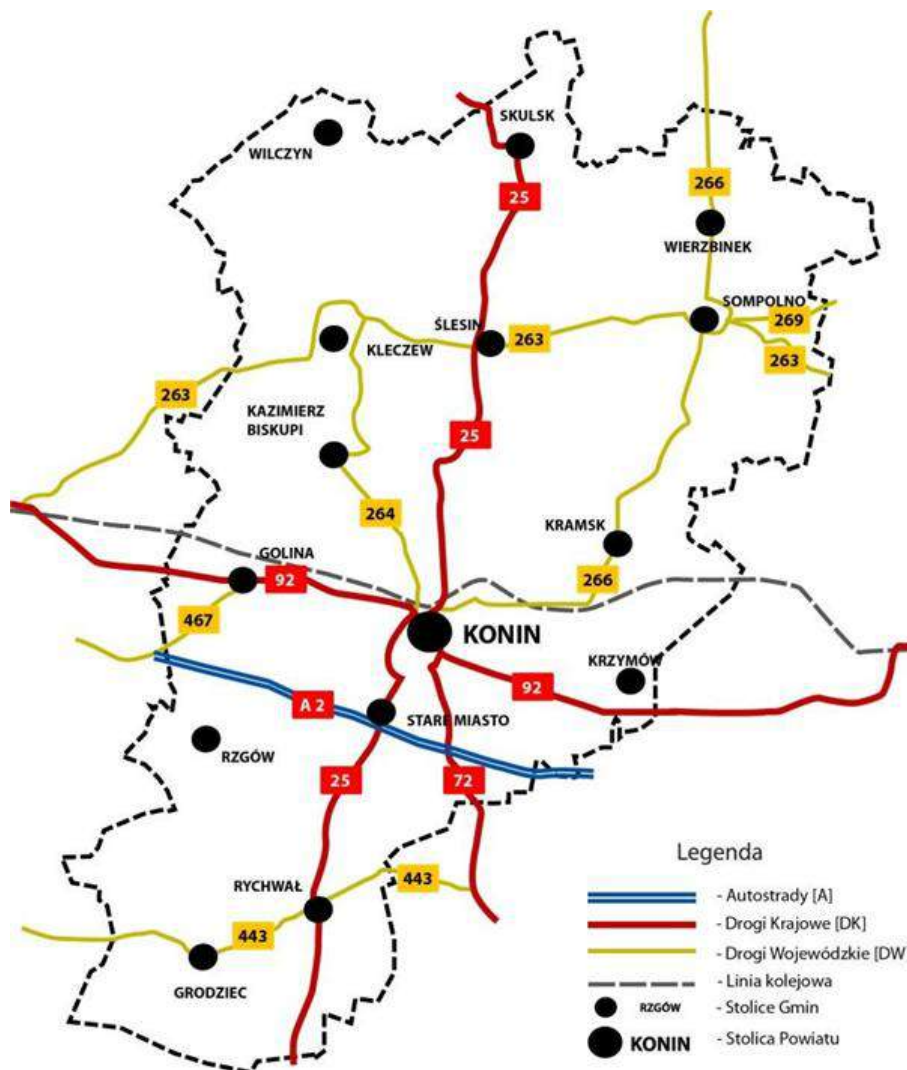 SKULSK
WILCZYN
266
25
WIERZBINEK
SOMPOLNO
ŚLESIN
263
269
KLECZEW
263
263
KAZIMIERZ
BISKUPI
25
264
KRAMSK
GOLINA
92
266
467
KONIN
KRZYMÓW
92
A 2
STARE MIASTO
RZGÓW
25
72
RYCHWAŁ
443
443
GRODZIEC
Legenda
- Autostrady [A]
- Drogi Krajowe [DK]
- Drogi Wojewódzkie [DW
- Linia kolejowa
RZGÓW - Stolice Gmin
KONIN - Stolica Powiatu